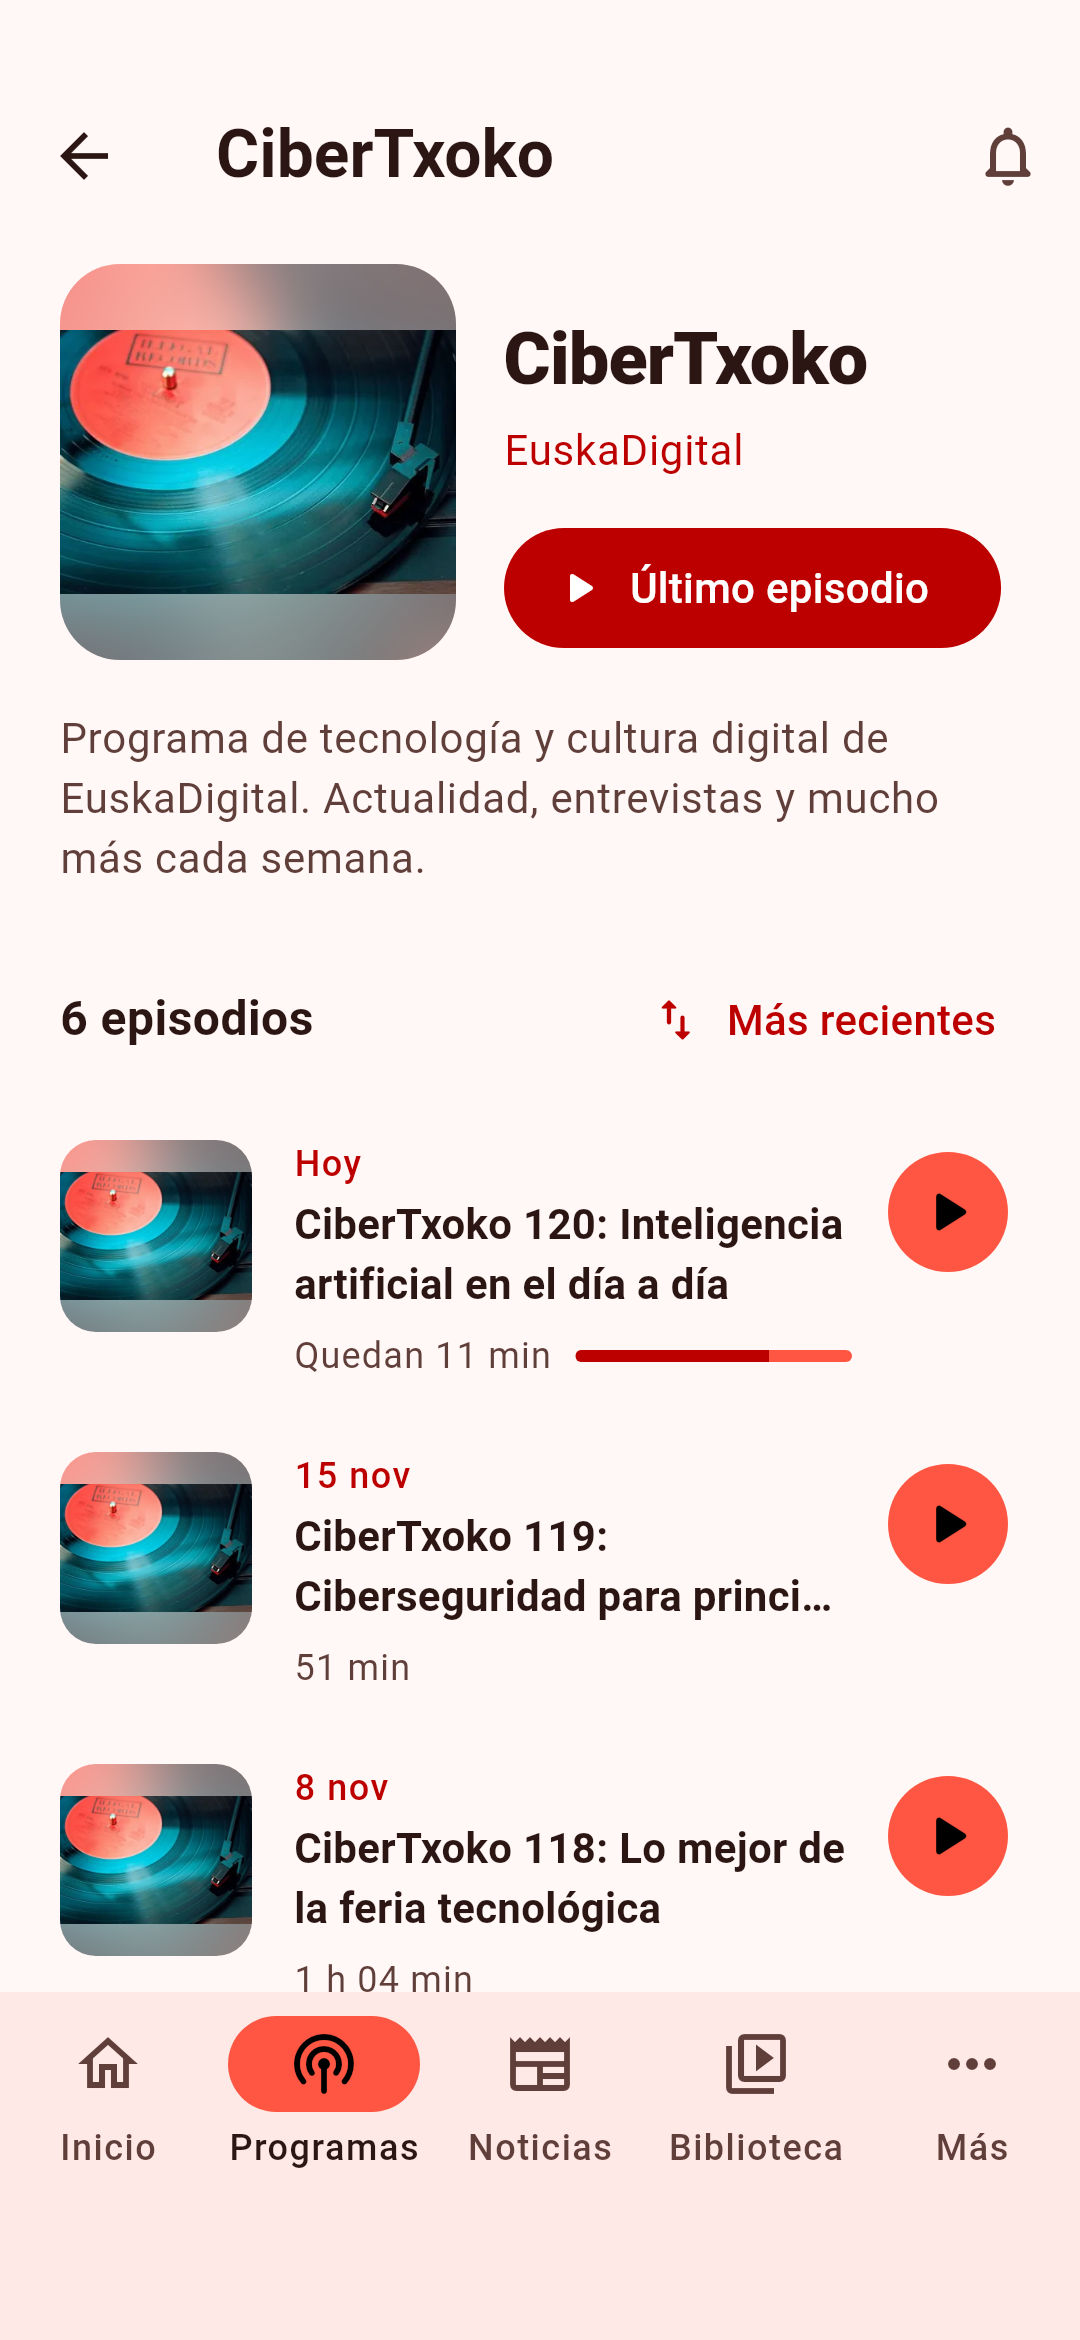 CiberTxoko
ILLEGAL
RECORDS
CiberTxoko
EuskaDigital
Último episodio
Programa de tecnología y cultura digital de
EuskaDigital. Actualidad, entrevistas y mucho
más cada semana.
6 episodios
Más recientes
Hoy
CiberTxoko 120: Inteligencia
artificial en el día a día
Quedan 11 min
15 nov
CiberTxoko 119:
Ciberseguridad para princi…
51 min
8 nov
CiberTxoko 118: Lo mejor de
la feria tecnológica
1 h 04 min
Inicio
Programas
Noticias
Biblioteca
Más